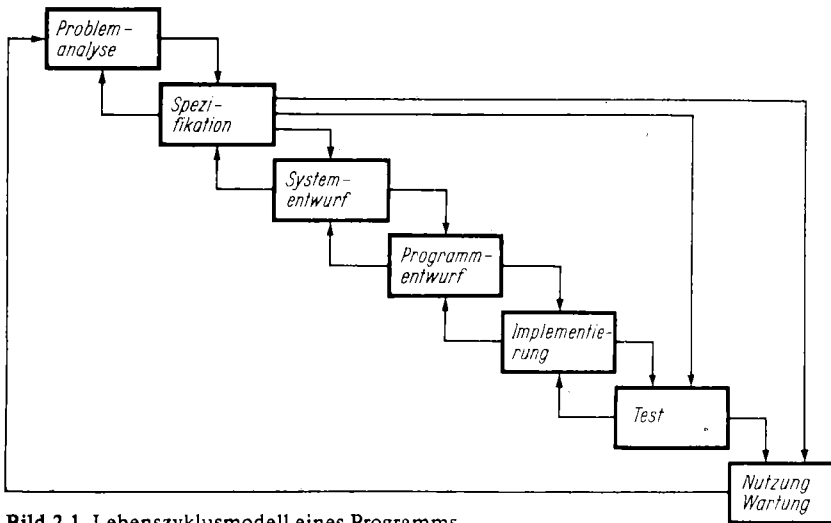 Problem-
analyse
Spezi-
fikation
System-
entwurf
Programm-
entwurf
Implementie-
rung
Test
Nutzung
Wartung
Bild 2.1 Lebenszyklusmodell eines Programms